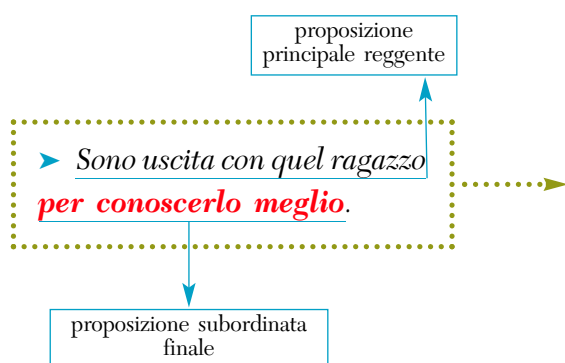 proposizione
principale reggente
➤ Sono uscita con quel ragazzo
per conoscerlo meglio.
proposizione subordinata
finale